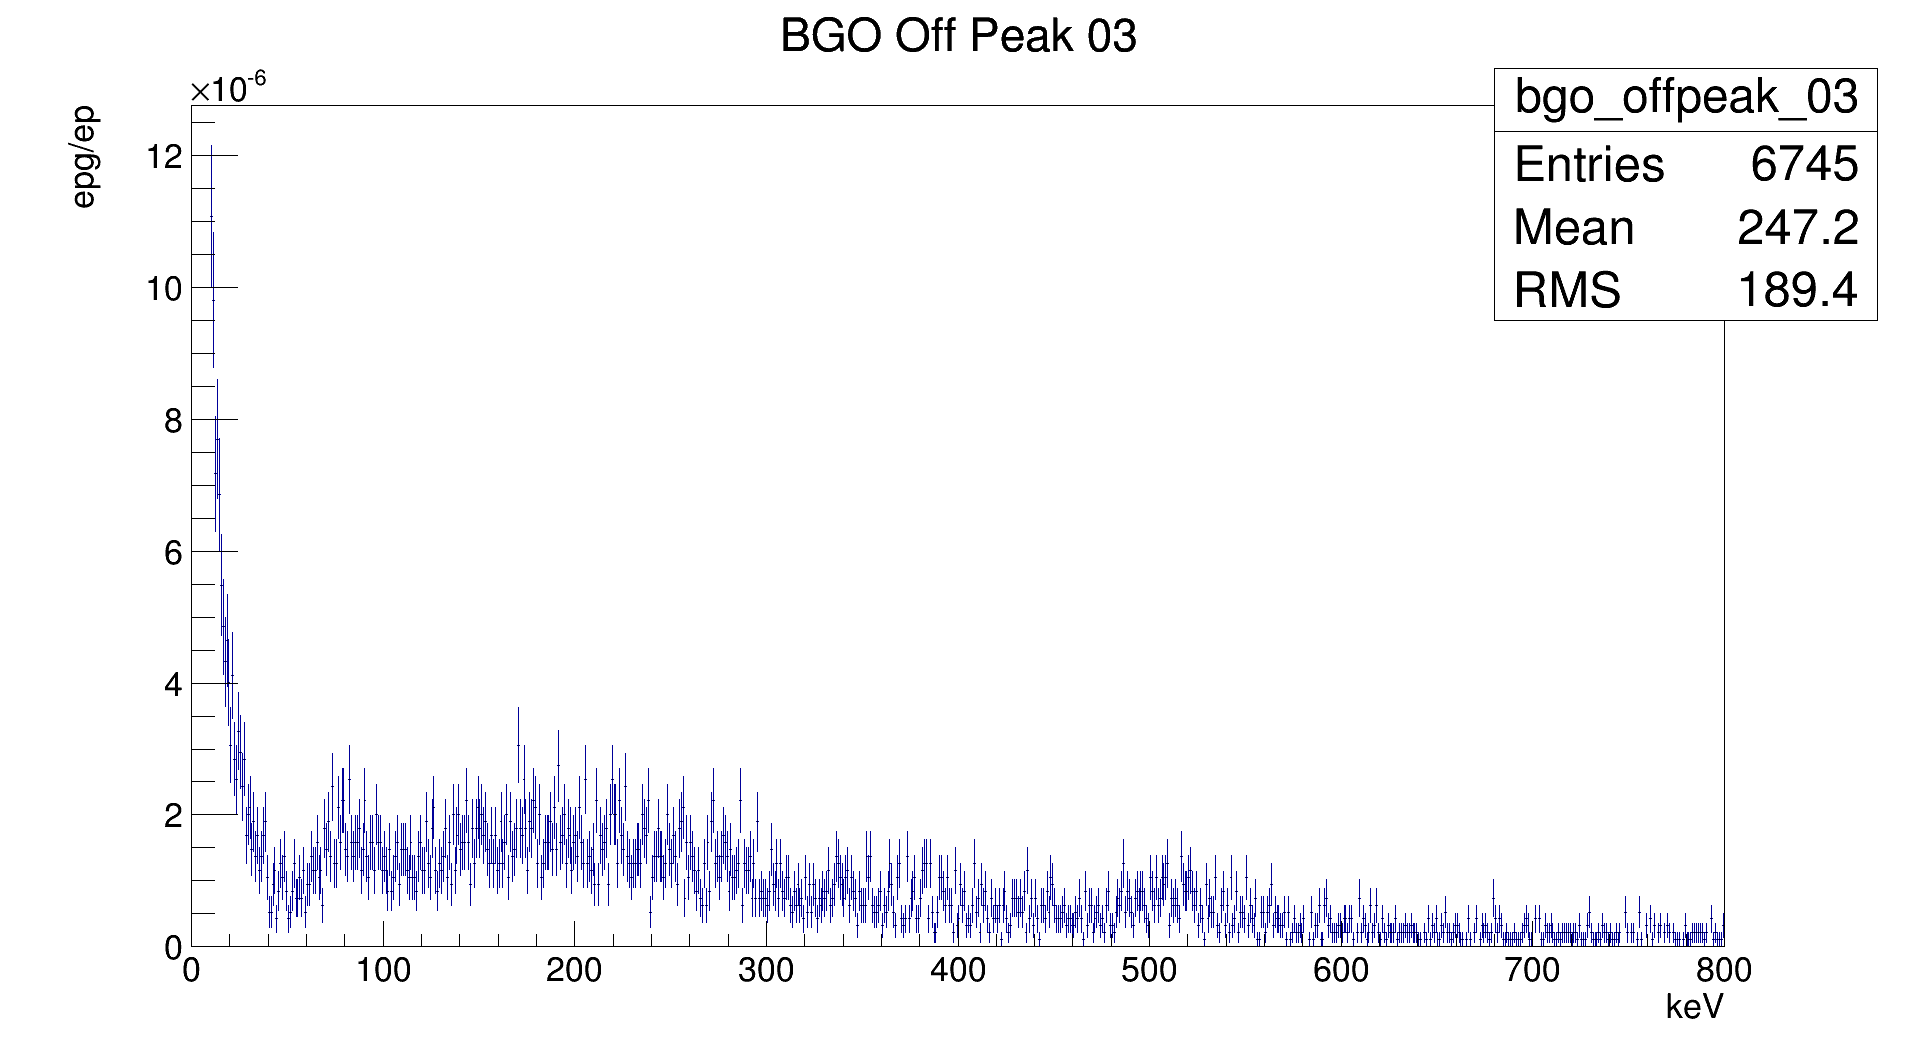 BGO Off Peak 03
×10-6
epg/ep
bgo_offpeak_03
Entries 6745
Mean 247.2
RMS 189.4
12
10
8
6
4
2
0
0 100 200 300 400 500 600 700 800
keV